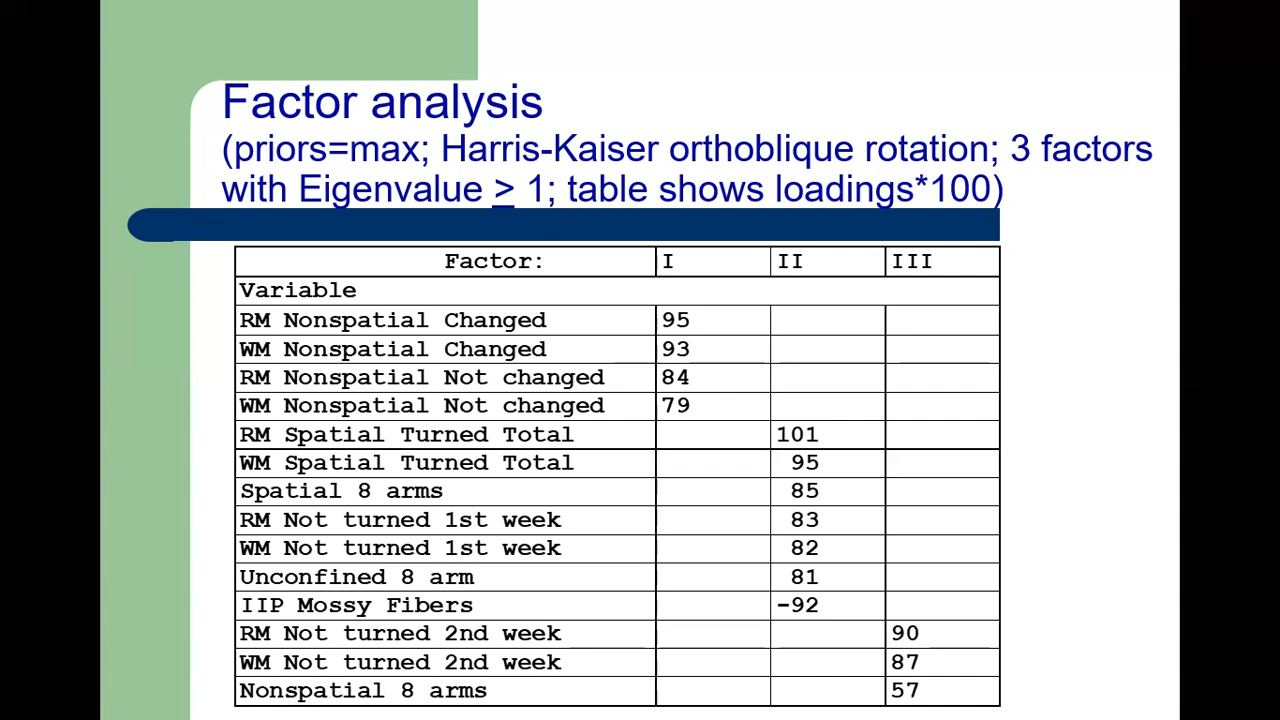 Factor analysis
(priors=max; Harris-Kaiser orthoblique rotation; 3 factors
with Eigenvalue ≥ 1; table shows loadings*100)
Factor: I II III
Variable
RM Nonspatial Changed 95
WM Nonspatial Changed 93
RM Nonspatial Not changed 84
WM Nonspatial Not changed 79
RM Spatial Turned Total 101
WM Spatial Turned Total 95
Spatial 8 arms 85
RM Not turned 1st week 83
WM Not turned 1st week 82
Unconfined 8 arm 81
IIP Mossy Fibers -92
RM Not turned 2nd week 90
WM Not turned 2nd week 87
Nonspatial 8 arms 57